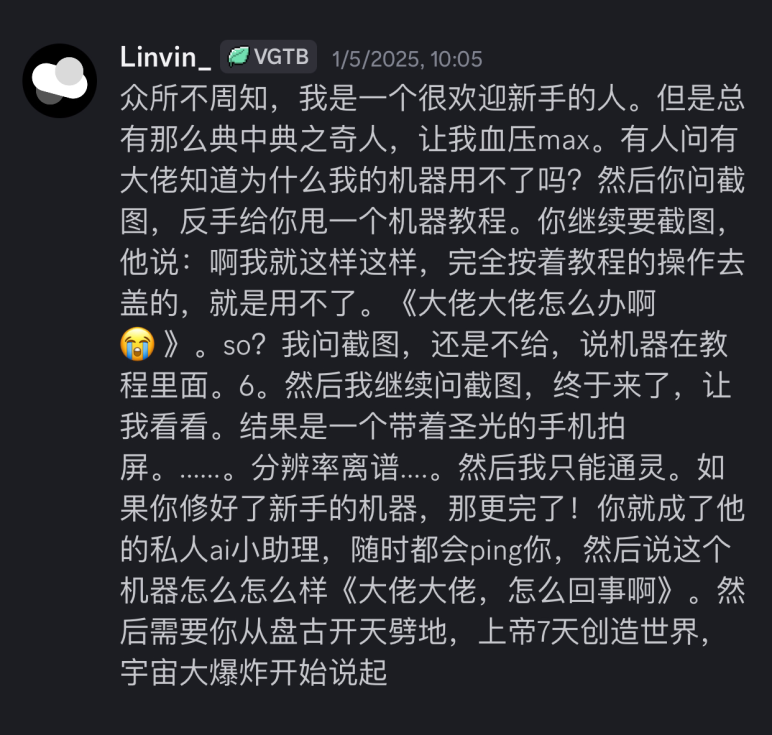 Linvin_ VGTB 1/5/2025, 10:05
众所不周知，我是一个很欢迎新手的人。但是总
有那么典中典之奇人，让我血压max。有人问有
大佬知道为什么我的机器用不了吗？然后你问截
图，反手给你甩一个机器教程。你继续要截图，
他说：啊我就这样这样，完全按着教程的操作去
盖的，就是用不了。《大佬大佬怎么办啊
😭》。so？我问截图，还是不给，说机器在教
程里面。6。然后我继续问截图，终于来了，让
我看看。结果是一个带着圣光的手机拍
屏。......。分辨率离谱....。然后我只能通灵。如
果你修好了新手的机器，那更完了！你就成了他
的私人ai小助理，随时都会ping你，然后说这个
机器怎么怎么样《大佬大佬，怎么回事啊》。然
后需要你从盘古开天劈地，上帝7天创造世界，
宇宙大爆炸开始说起